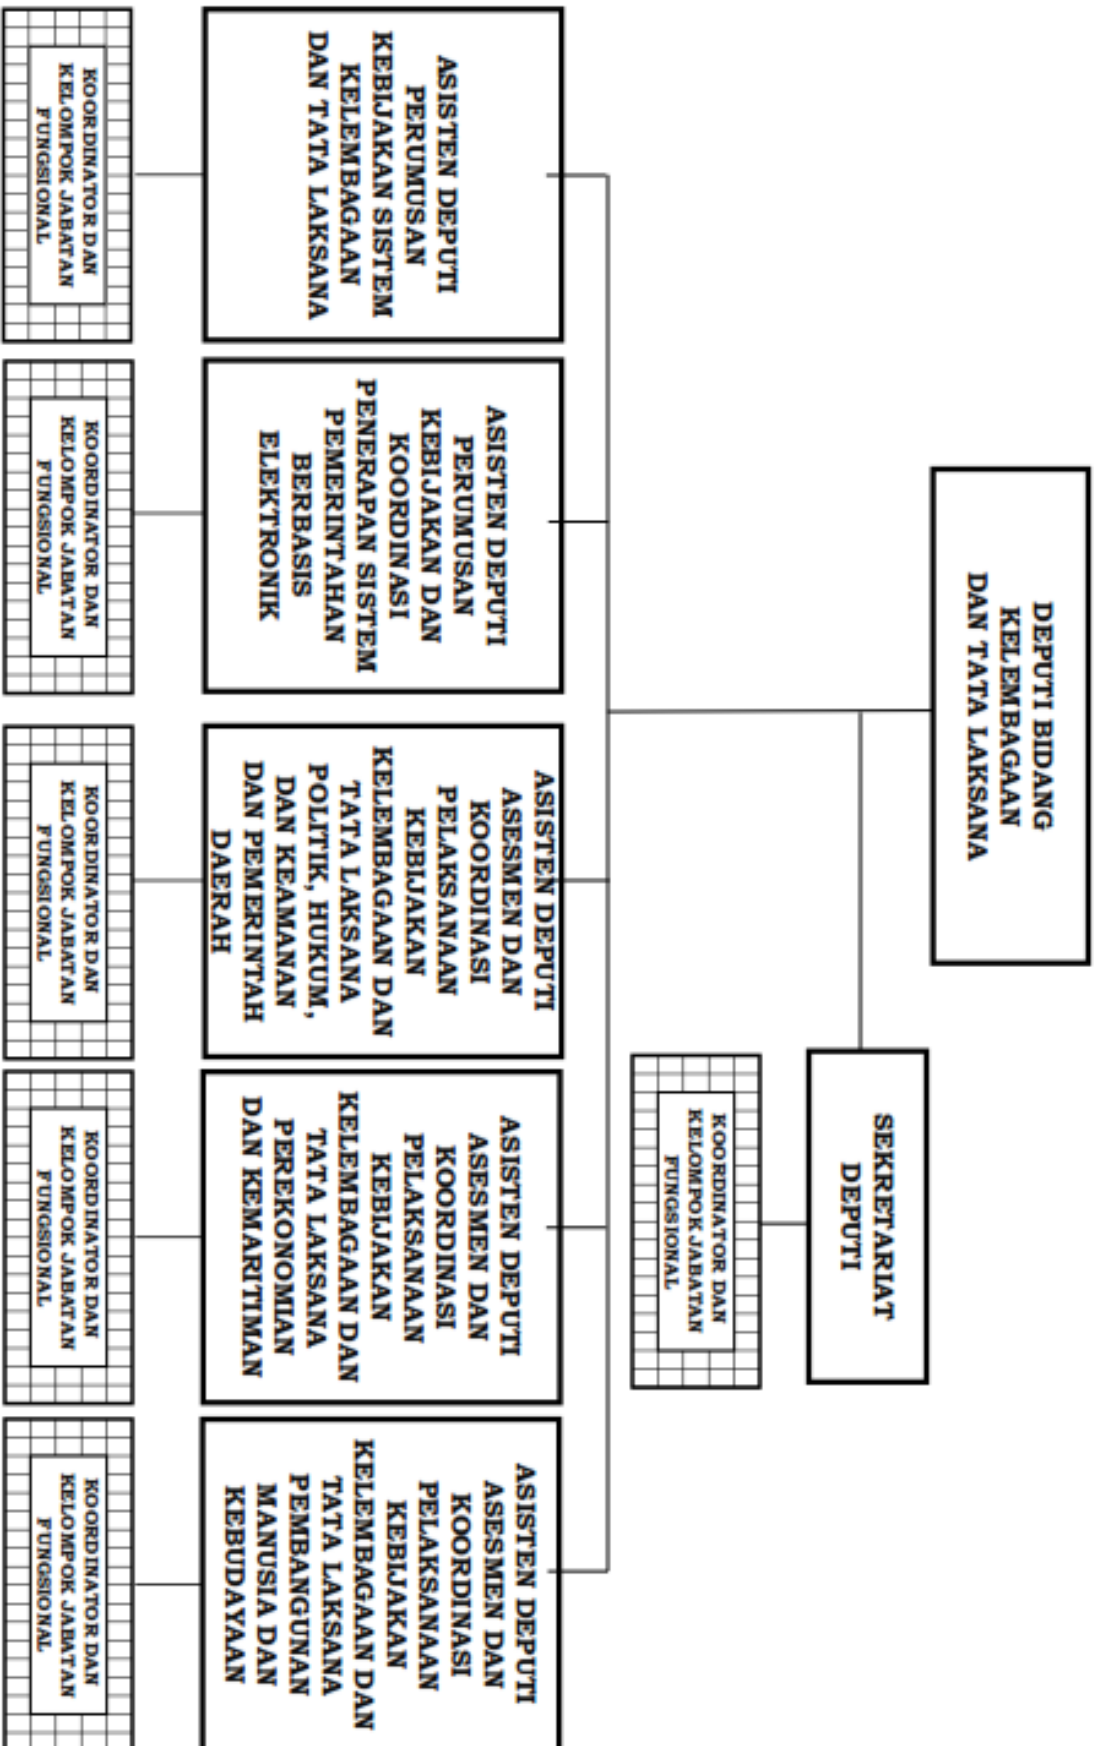 DEPUTI BIDANG
KELEMBAGAAN
DAN TATA LAKSANA
SEKRETARIAT
DEPUTI
KOORDINATOR DAN
KELOMPOK JABATAN
FUNGSIONAL
ASISTEN DEPUTI
PERUMUSAN
KEBIJAKAN SISTEM
KELEMBAGAAN
DAN TATA LAKSANA
ASISTEN DEPUTI
PERUMUSAN
KEBIJAKAN DAN
KOORDINASI
PENERAPAN SISTEM
PEMERINTAHAN
BERBASIS
ELEKTRONIK
ASISTEN DEPUTI
ASESMEN DAN
KOORDINASI
PELAKSANAAN
KEBIJAKAN
KELEMBAGAAN DAN
TATA LAKSANA
POLITIK, HUKUM,
DAN KEAMANAN
DAN PEMERINTAH
DAERAH
ASISTEN DEPUTI
ASESMEN DAN
KOORDINASI
PELAKSANAAN
KEBIJAKAN
KELEMBAGAAN DAN
TATA LAKSANA
PEREKONOMIAN
DAN KEMARITIMAN
ASISTEN DEPUTI
ASESMEN DAN
KOORDINASI
PELAKSANAAN
KEBIJAKAN
KELEMBAGAAN DAN
TATA LAKSANA
PEMBANGUNAN
MANUSIA DAN
KEBUDAYAAN
KOORDINATOR DAN
KELOMPOK JABATAN
FUNGSIONAL
KOORDINATOR DAN
KELOMPOK JABATAN
FUNGSIONAL
KOORDINATOR DAN
KELOMPOK JABATAN
FUNGSIONAL
KOORDINATOR DAN
KELOMPOK JABATAN
FUNGSIONAL
KOORDINATOR DAN
KELOMPOK JABATAN
FUNGSIONAL